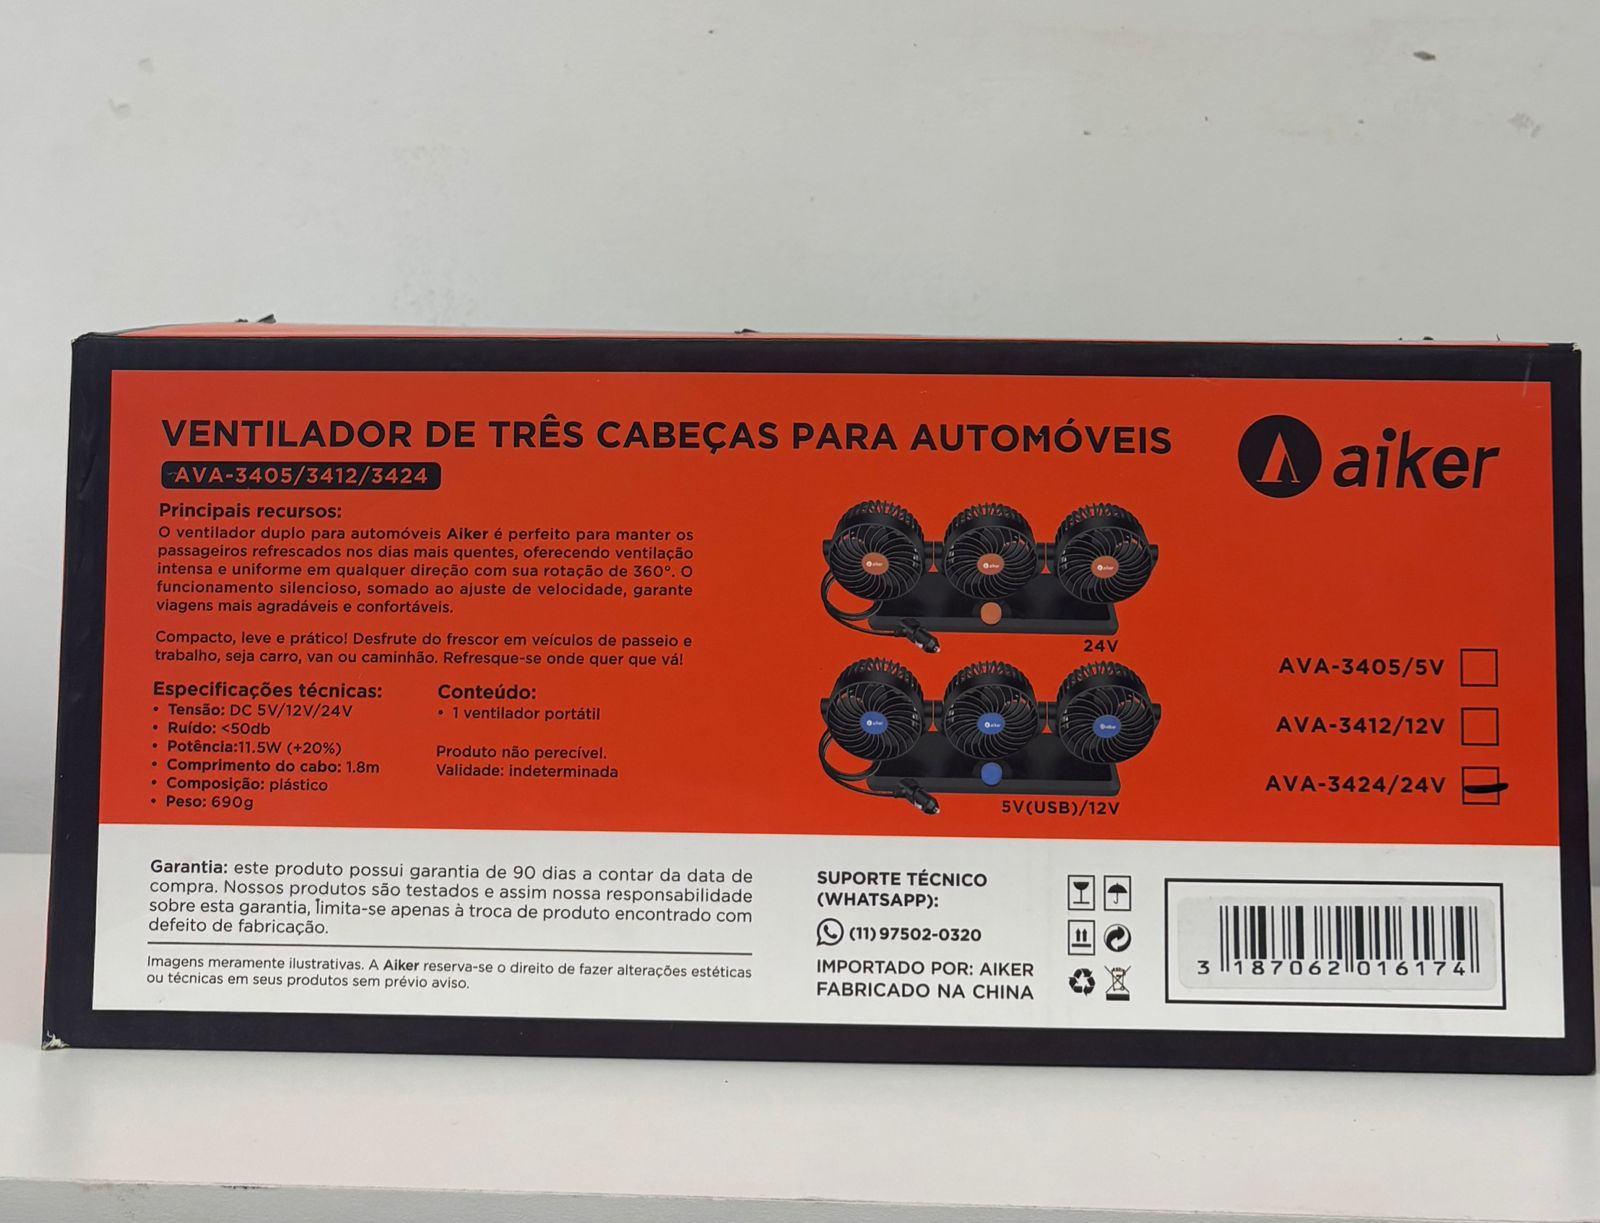 VENTILADOR DE TRÊS CABEÇAS PARA AUTOMÓVEIS
AVA-3405/3412/3424
aiker
Principais recursos:
O ventilador duplo para automóveis Aiker é perfeito para manter os
passageiros refrescados nos dias mais quentes, oferecendo ventilação
intensa e uniforme em qualquer direção com sua rotação de 360°. O
funcionamento silencioso, somado ao ajuste de velocidade, garante
viagens mais agradáveis e confortáveis.
Compacto, leve e prático! Desfrute do frescor em veículos de passeio e
trabalho, seja carro, van ou caminhão. Refresque-se onde quer que vá!
Especificações técnicas:
• Tensão: DC 5V/12V/24V
• Ruído: <50db
• Potência:11.5W (+20%)
• Comprimento do cabo: 1.8m
• Composição: plástico
• Peso: 690g
Conteúdo:
• 1 ventilador portátil
Produto não perecível.
Validade: indeterminada
aiker
aiker
aiker
24V
aiker
aiker
aiker
5V(USB)/12V
AVA-3405/5V
AVA-3412/12V
AVA-3424/24V
Garantia: este produto possui garantia de 90 dias a contar da data de
compra. Nossos produtos são testados e assim nossa responsabilidade
sobre esta garantia, limita-se apenas à troca de produto encontrado com
defeito de fabricação.
Imagens meramente ilustrativas. A Aiker reserva-se o direito de fazer alterações estéticas
ou técnicas em seus produtos sem prévio aviso.
SUPORTE TÉCNICO
(WHATSAPP):
(11) 97502-0320
IMPORTADO POR: AIKER
FABRICADO NA CHINA
3 187062 016174